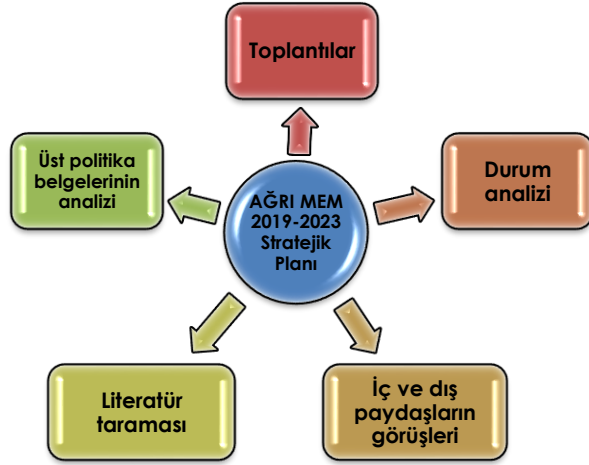 Toplantılar
Üst politika
belgelerinin
analizi
Durum
analizi
AĞRI MEM
2019-2023
Stratejik
Planı
Literatür
taraması
İç ve dış
paydaşların
görüşleri